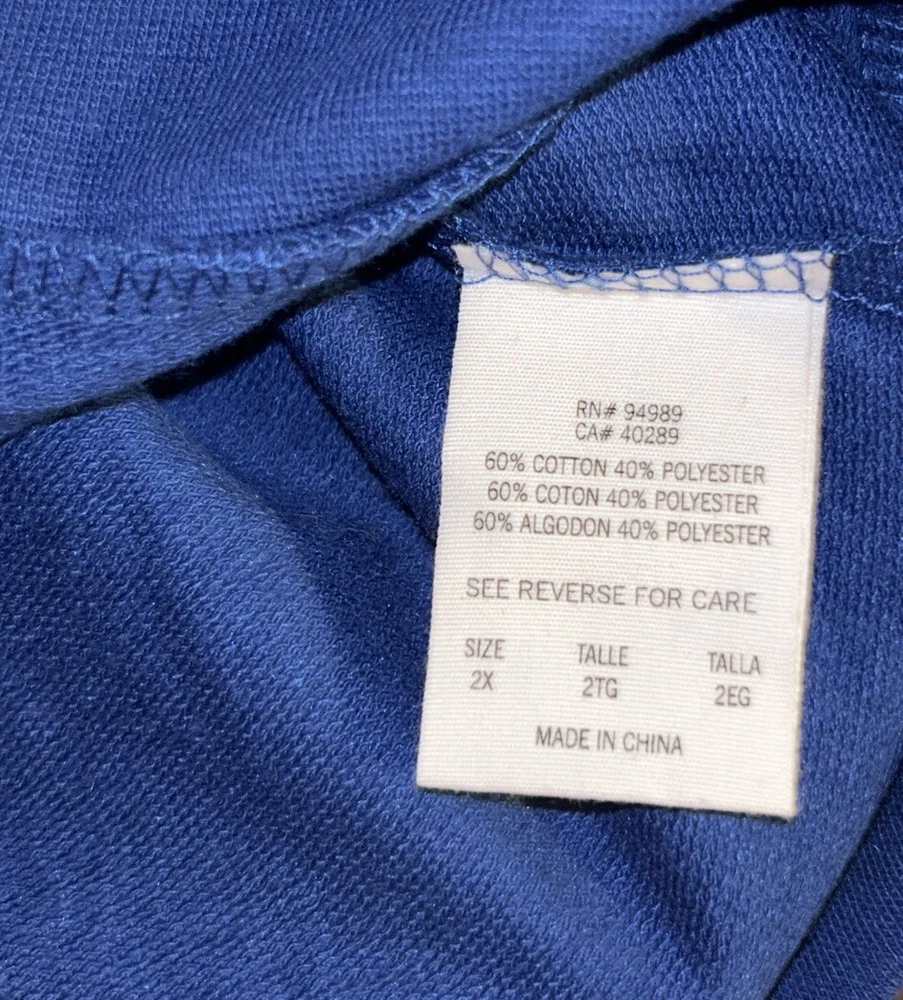 RN# 94989
CA# 40289
60% COTTON 40% POLYESTER
60% COTON 40% POLYESTER
60% ALGODON 40% POLYESTER
SEE REVERSE FOR CARE
SIZE TALLE TALLA
2X 2TG 2EG
MADE IN CHINA